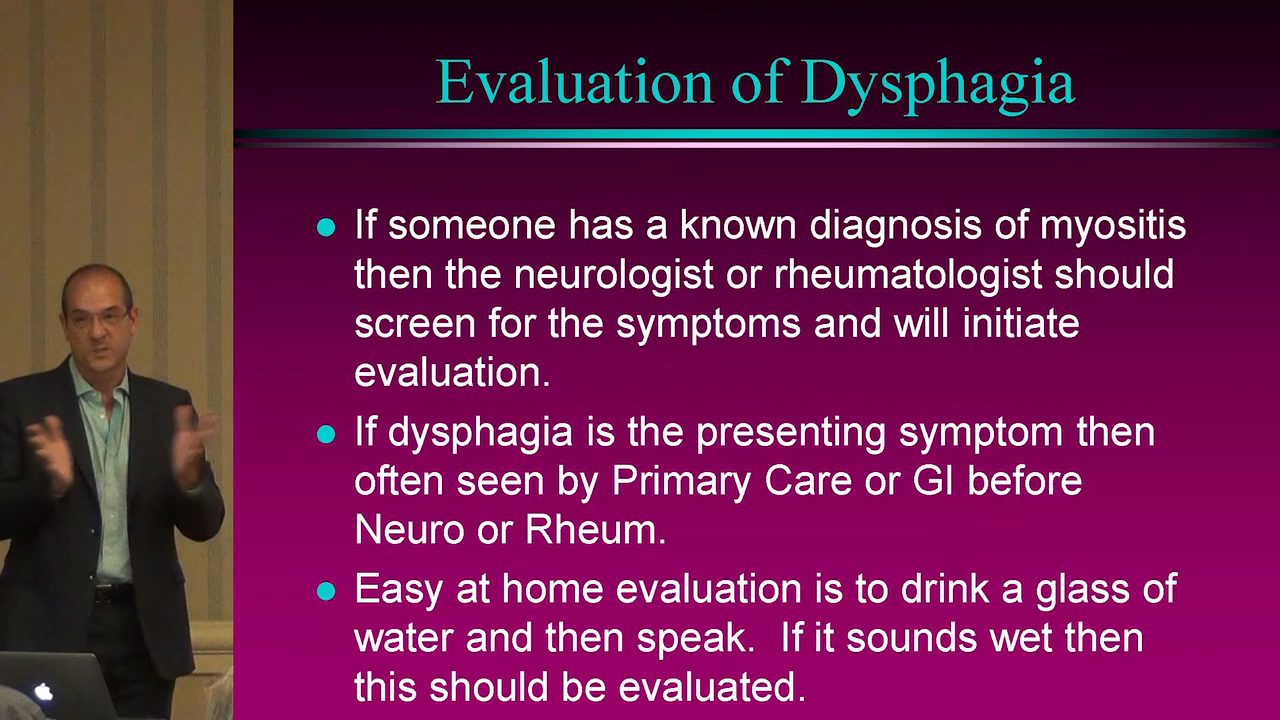 Evaluation of Dysphagia
If someone has a known diagnosis of myositis
then the neurologist or rheumatologist should
screen for the symptoms and will initiate
evaluation.
If dysphagia is the presenting symptom then
often seen by Primary Care or GI before
Neuro or Rheum.
Easy at home evaluation is to drink a glass of
water and then speak.  If it sounds wet then
this should be evaluated.